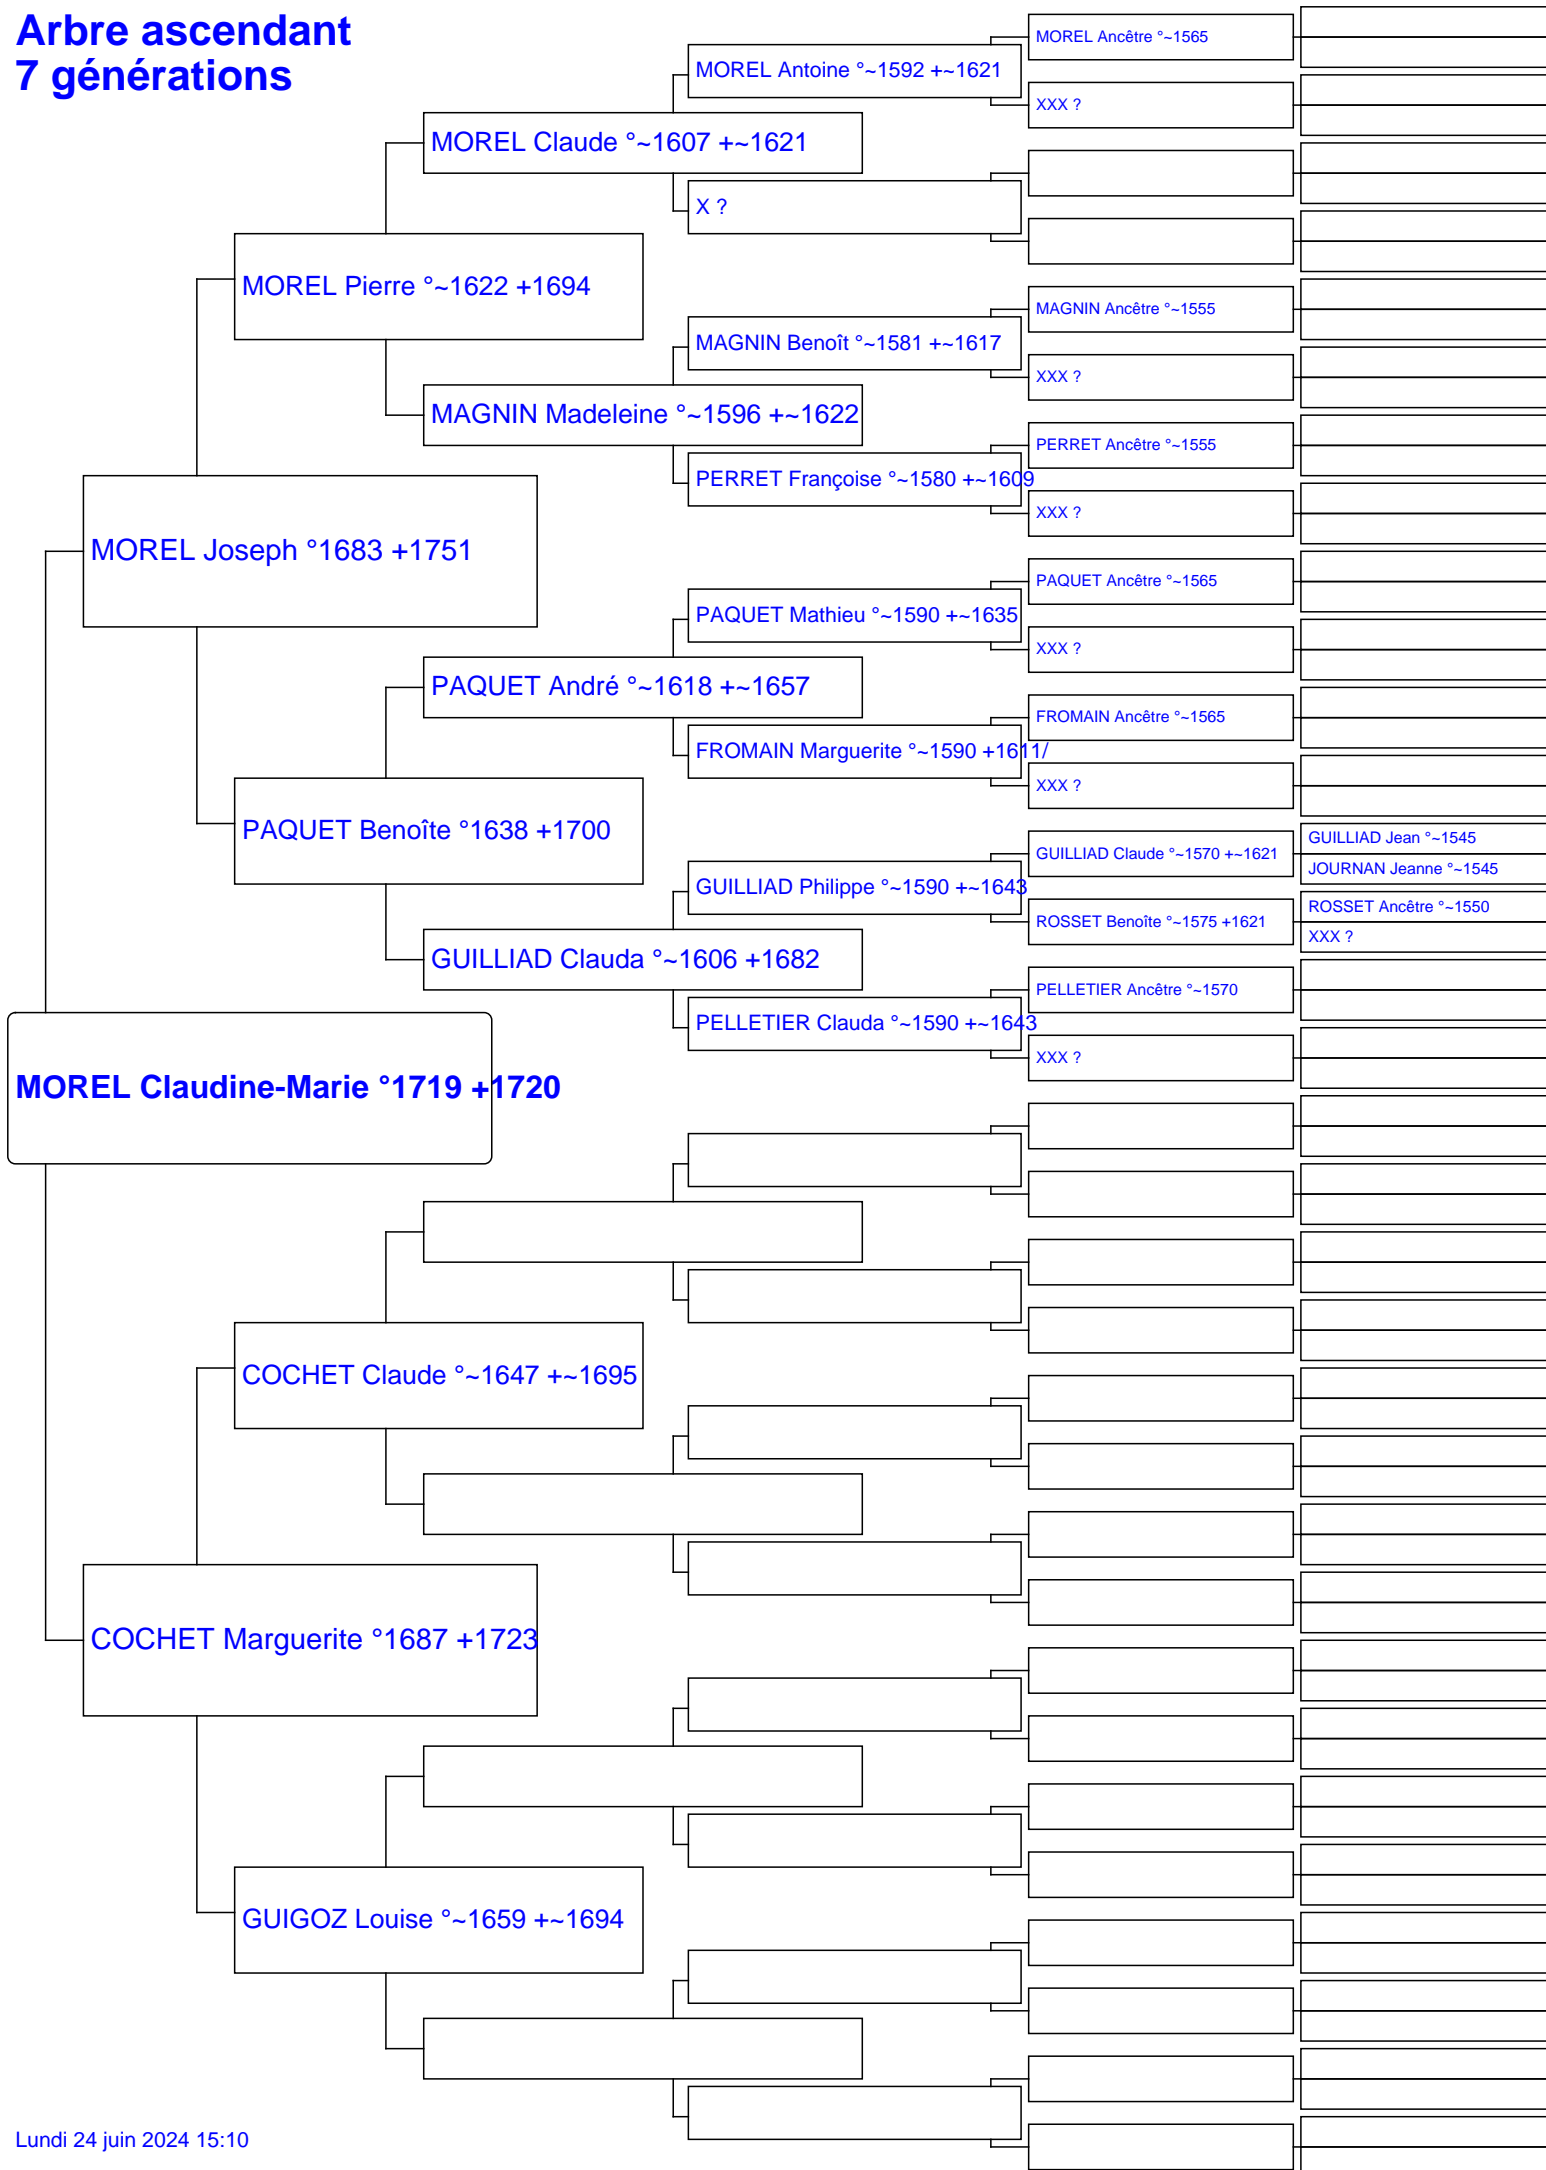 Arbre ascendant
7 générations
MOREL Ancêtre °~1565
MOREL Antoine °~1592 +~1621
XXX ?
MOREL Claude °~1607 +~1621
X ?
MOREL Pierre °~1622 +1694
MAGNIN Ancêtre °~1555
MAGNIN Benoît °~1581 +~1617
XXX ?
MAGNIN Madeleine °~1596 +~1622
PERRET Ancêtre °~1555
PERRET Françoise °~1580 +~1609
XXX ?
MOREL Joseph °1683 +1751
PAQUET Ancêtre °~1565
PAQUET Mathieu °~1590 +~1635
XXX ?
PAQUET André °~1618 +~1657
FROMAIN Ancêtre °~1565
FROMAIN Marguerite °~1590 +1611/
XXX ?
PAQUET Benoîte °1638 +1700
GUILLIAD Jean °~1545
GUILLIAD Claude °~1570 +~1621
JOURNAN Jeanne °~1545
GUILLIAD Philippe °~1590 +~1643
ROSSET Ancêtre °~1550
ROSSET Benoîte °~1575 +1621
XXX ?
GUILLIAD Clauda °~1606 +1682
PELLETIER Ancêtre °~1570
PELLETIER Clauda °~1590 +~1643
XXX ?
MOREL Claudine-Marie °1719 +1720
COCHET Claude °~1647 +~1695
COCHET Marguerite °1687 +1723
GUIGOZ Louise °~1659 +~1694
Lundi 24 juin 2024 15:10